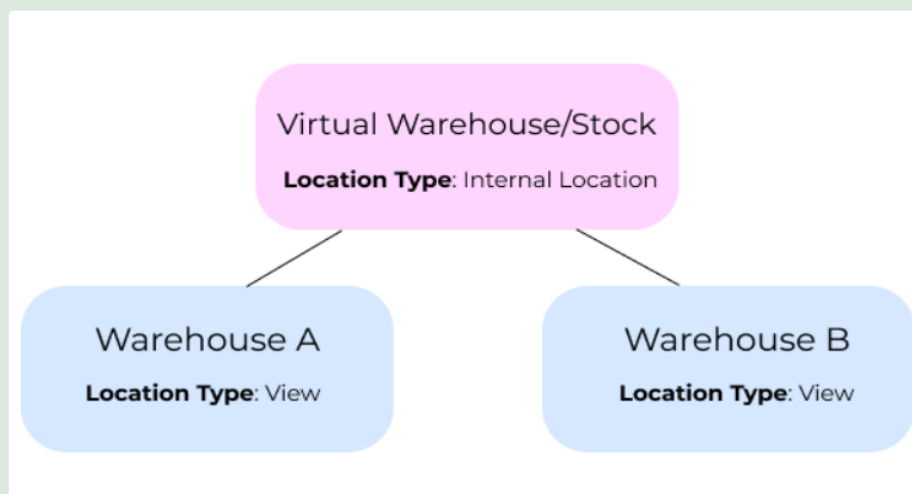 Virtual Warehouse/Stock
Location Type: Internal Location
Warehouse A
Location Type: View
Warehouse B
Location Type: View